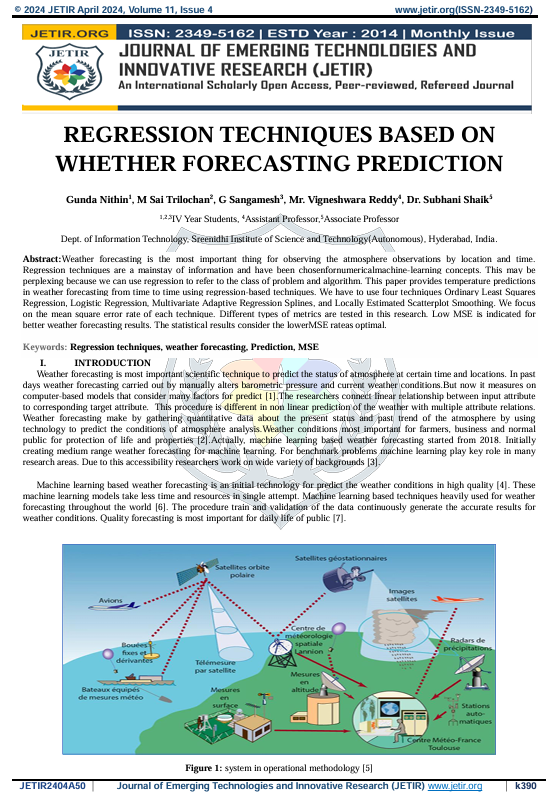 © 2024 JETIR April 2024, Volume 11, Issue 4 www.jetir.org(ISSN-2349-5162)
JETIR.ORG ISSN: 2349-5162 | ESTD Year : 2014 | Monthly Issue
JETIR
JOURNAL OF EMERGING TECHNOLOGIES AND
INNOVATIVE RESEARCH (JETIR)
An International Scholarly Open Access, Peer-reviewed, Refereed Journal
REGRESSION TECHNIQUES BASED ON
WHETHER FORECASTING PREDICTION
Gunda Nithin1, M Sai Trilochan2, G Sangamesh3, Mr. Vigneshwara Reddy4, Dr. Subhani Shaik5
1,2,3IV Year Students, 4Assistant Professor,5Associate Professor
Dept. of Information Technology, Sreenidhi Institute of Science and Technology(Autonomous), Hyderabad, India.
Abstract:Weather forecasting is the most important thing for observing the atmosphere observations by location and time.
Regression techniques are a mainstay of information and have been chosenfornumericalmachine-learning concepts. This may be
perplexing because we can use regression to refer to the class of problem and algorithm. This paper provides temperature predictions
in weather forecasting from time to time using regression-based techniques. We have to use four techniques Ordinary Least Squares
Regression, Logistic Regression, Multivariate Adaptive Regression Splines, and Locally Estimated Scatterplot Smoothing. We focus
on the mean square error rate of each technique. Different types of metrics are tested in this research. Low MSE is indicated for
better weather forecasting results. The statistical results consider the lowerMSE rateas optimal.
Keywords: Regression techniques, weather forecasting, Prediction, MSE
I. INTRODUCTION
Weather forecasting is most important scientific technique to predict the status of atmosphere at certain time and locations. In past
days weather forecasting carried out by manually alters barometric pressure and current weather conditions.But now it measures on
computer-based models that consider many factors for predict [1].The researchers connect linear relationship between input attribute
to corresponding target attribute. This procedure is different in non linear prediction of the weather with multiple attribute relations.
Weather forecasting make by gathering quantitative data about the present status and past trend of the atmosphere by using
technology to predict the conditions of atmosphere analysis.Weather conditions most important for farmers, business and normal
public for protection of life and properties [2].Actually, machine learning based weather forecasting started from 2018. Initially
creating medium range weather forecasting for machine learning. For benchmark problems machine learning play key role in many
research areas. Due to this accessibility researchers work on wide variety of backgrounds [3].
Machine learning based weather forecasting is an initial technology for predict the weather conditions in high quality [4]. These
machine learning models take less time and resources in single attempt. Machine learning based techniques heavily used for weather
forecasting throughout the world [6]. The procedure train and validation of the data continuously generate the accurate results for
weather conditions. Quality forecasting is most important for daily life of public [7].
Satellites orbite
polaire
Satellites géostationnaires
Avions
Images
satellites
Bouées
fixes et
dérivantes
Centre de
météorologie
spatiale
Lannion
Radars de
précipitations
Télémesure
par satellite
Bateaux équipés
de mesures météo
Mesures
en
surface
Mesures
en
altitude
Stations
auto-
matiques
Centre Météo-France
Toulouse
Figure 1: system in operational methodology [5]
JETIR2404A50 | Journal of Emerging Technologies and Innovative Research (JETIR) www.jetir.org | k390